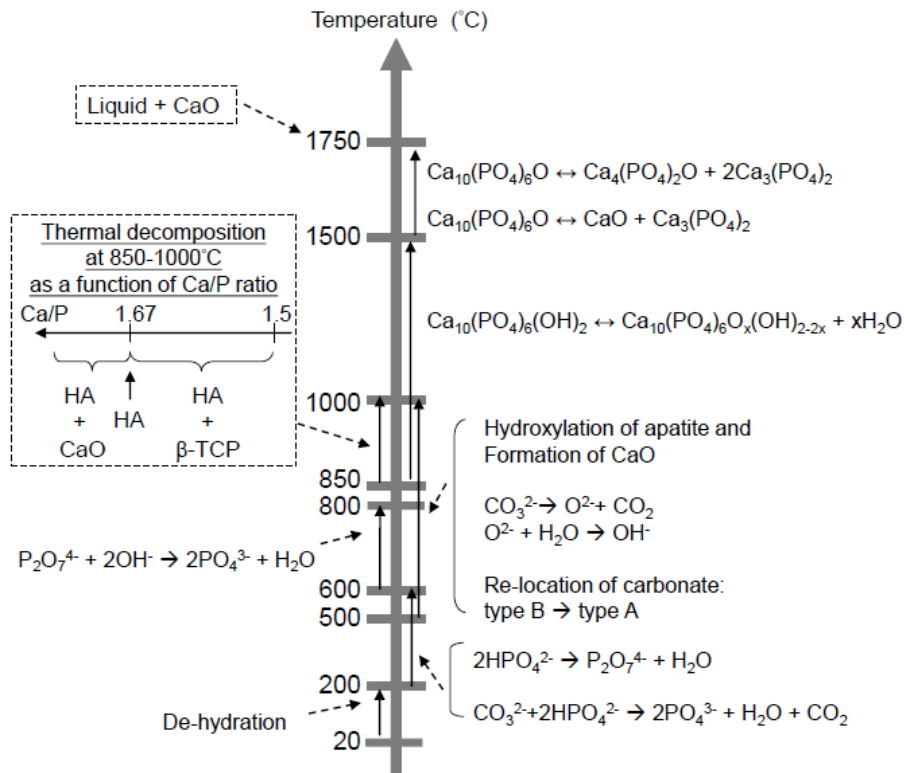 Temperature (°C)
Liquid + CaO
1750
Ca₁₀(PO₄)₆O ↔ Ca₄(PO₄)₂O + 2Ca₃(PO₄)₂
Ca₁₀(PO₄)₆O ↔ CaO + Ca₃(PO₄)₂
1500
Thermal decomposition
at 850-1000°C
as a function of Ca/P ratio
Ca/P 1.67 1.5
HA
+
CaO
HA
HA
+
β-TCP
Ca₁₀(PO₄)₆(OH)₂ ↔ Ca₁₀(PO₄)₆Oₓ(OH)₂₋₂ₓ + xH₂O
1000
Hydroxylation of apatite and
Formation of CaO
850
800
CO₃²⁻→ O²⁻+ CO₂
O²⁻ + H₂O → OH⁻
P₂O₇⁴⁻ + 2OH⁻ → 2PO₄³⁻ + H₂O
600
Re-location of carbonate:
type B → type A
500
2HPO₄²⁻ → P₂O₇⁴⁻ + H₂O
200
CO₃²⁻+2HPO₄²⁻ → 2PO₄³⁻ + H₂O + CO₂
De-hydration
20